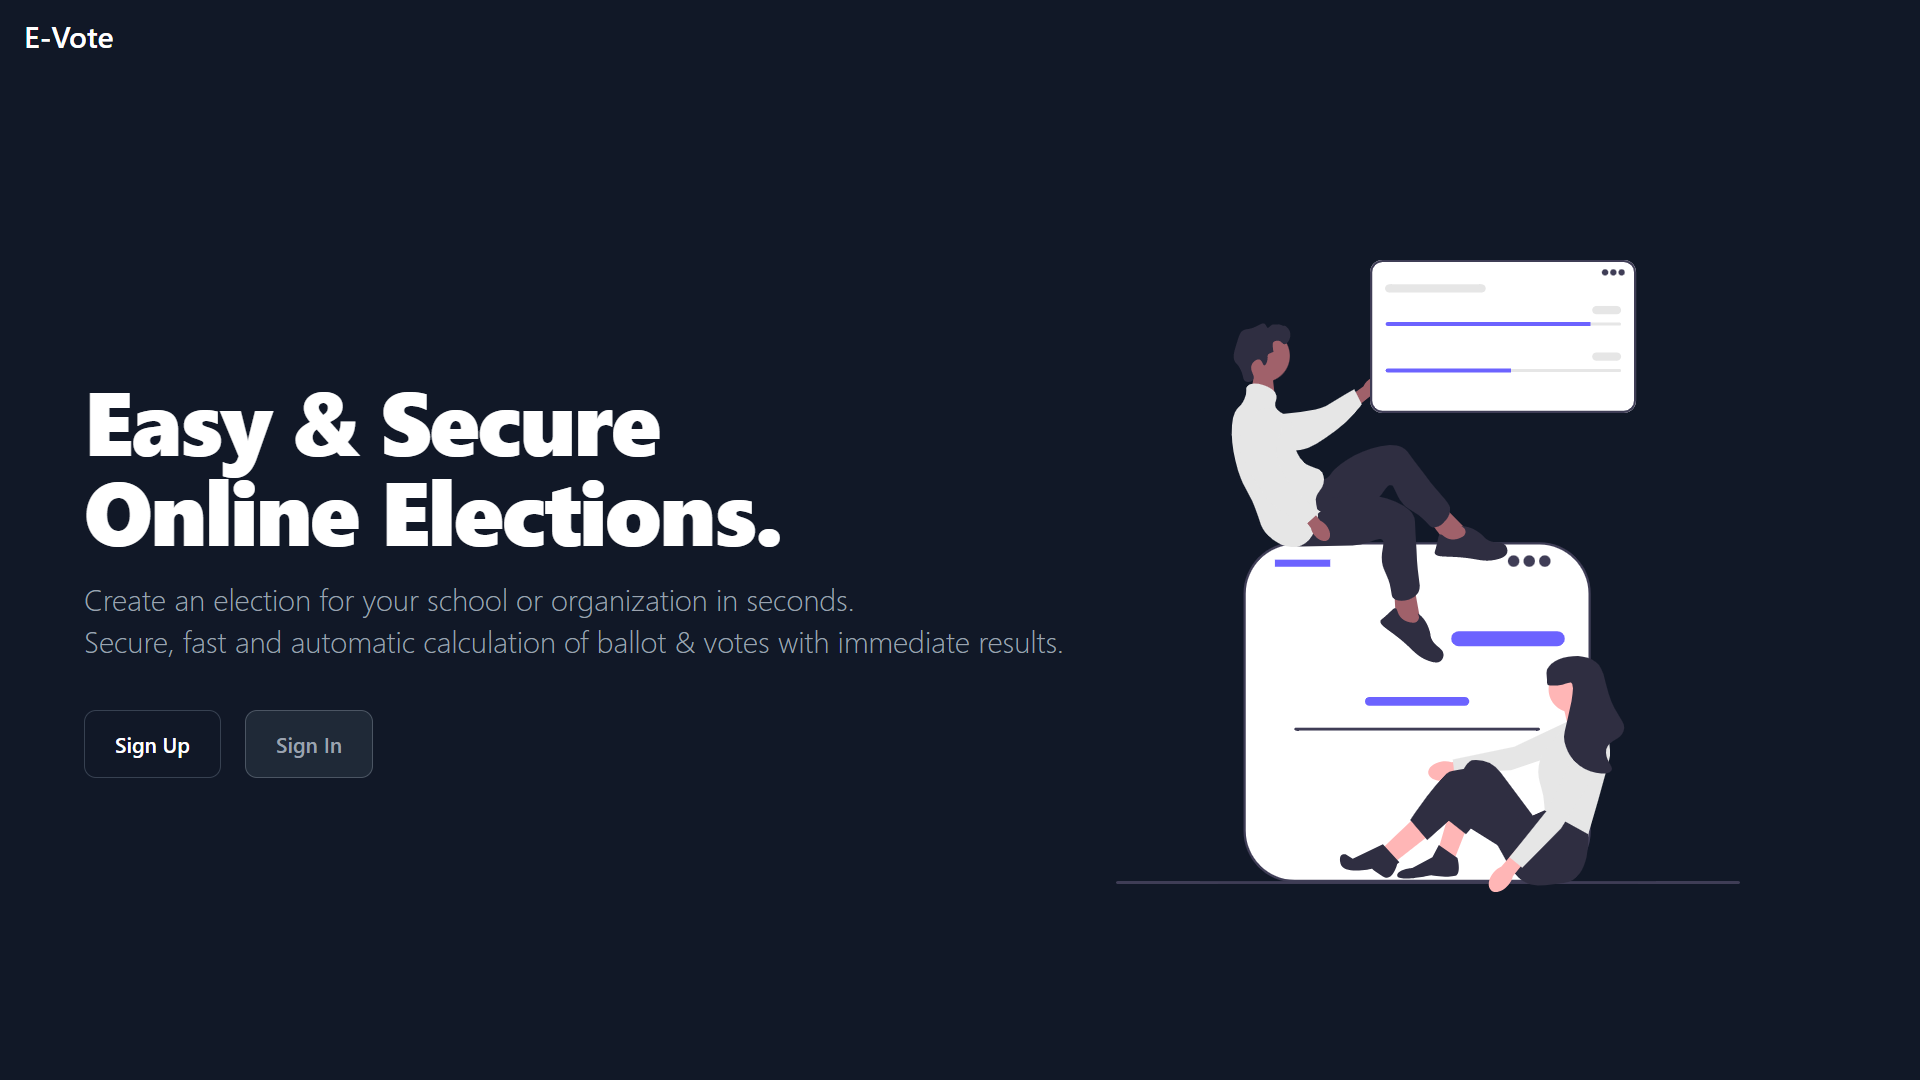 E-Vote
Easy & Secure
Online Elections.
Create an election for your school or organization in seconds.
Secure, fast and automatic calculation of ballot & votes with immediate results.
Sign Up
Sign In